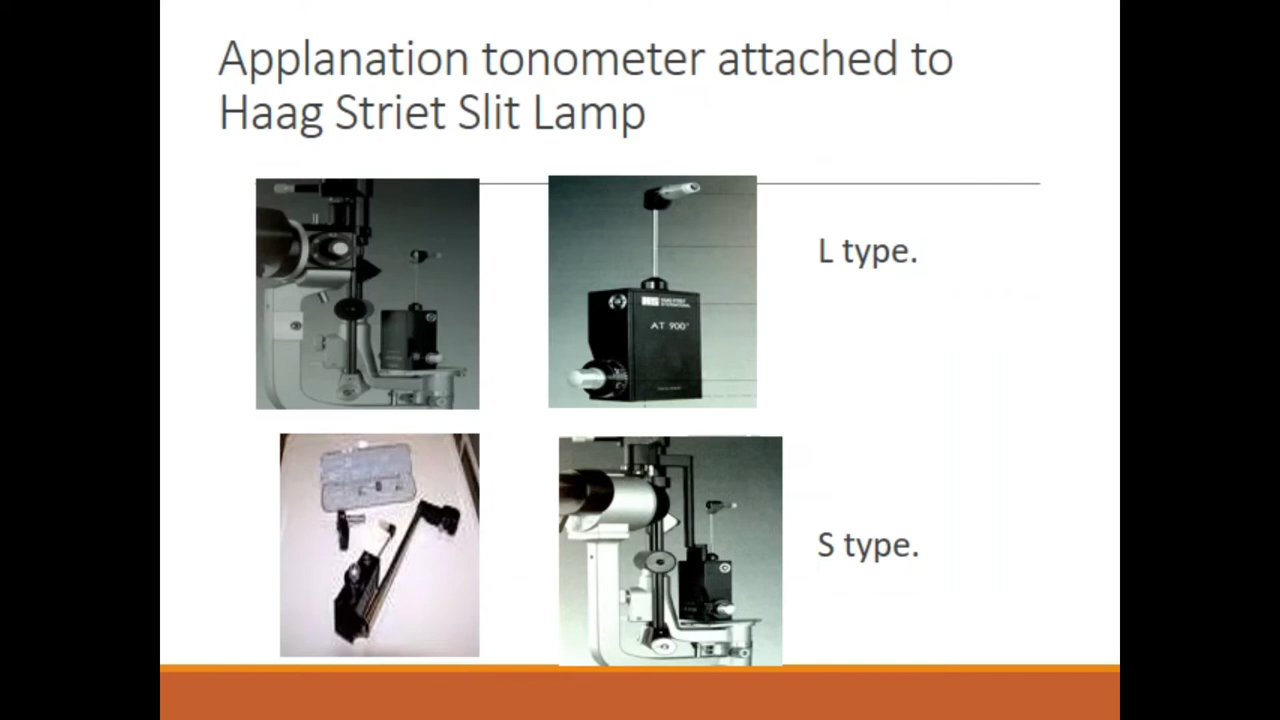 Applanation tonometer attached to
Haag Striet Slit Lamp
L type.
AT 900
S type.